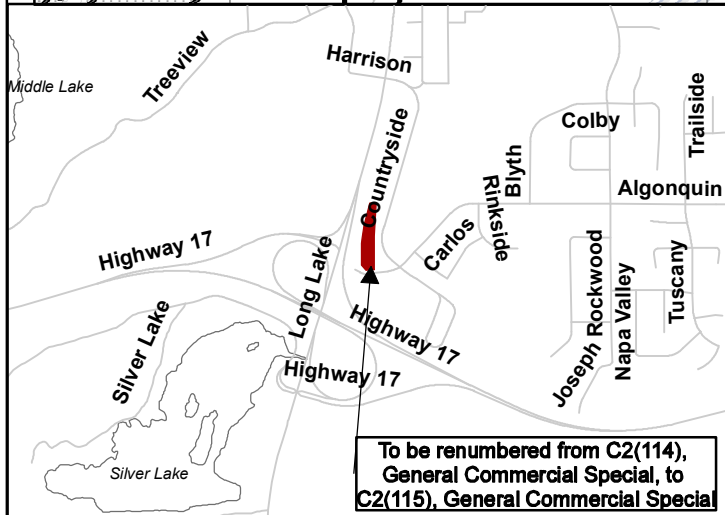 Harrison
Treeview
Middle Lake
Countryside
Colby
Trailside
Blyth
Rinkside
Algonquin
Carlos
Highway 17
Long Lake
Joseph Rockwood
Napa Valley
Tuscany
Silver Lake
Highway 17
Highway 17
Silver Lake
To be renumbered from C2(114),
General Commercial Special, to
C2(115), General Commercial Special